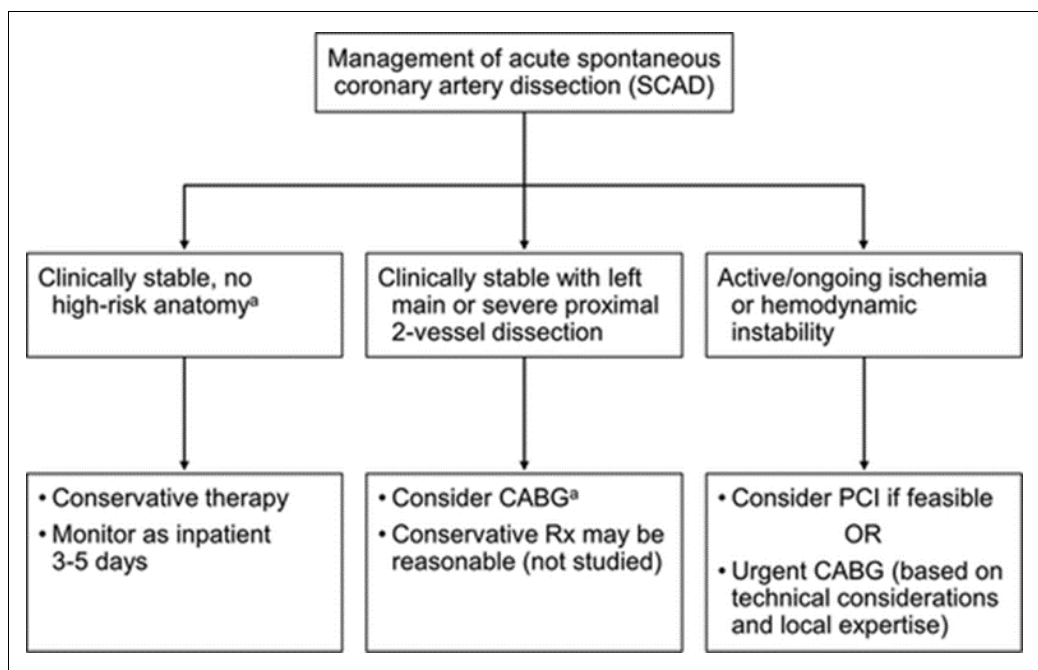 Management of acute spontaneous
coronary artery dissection (SCAD)
Clinically stable, no
high-risk anatomyᵃ
Clinically stable with left
main or severe proximal
2-vessel dissection
Active/ongoing ischemia
or hemodynamic
instability
• Conservative therapy
• Monitor as inpatient
3-5 days
• Consider CABGᵃ
• Conservative Rx may be
reasonable (not studied)
• Consider PCI if feasible
OR
• Urgent CABG (based on
technical considerations
and local expertise)